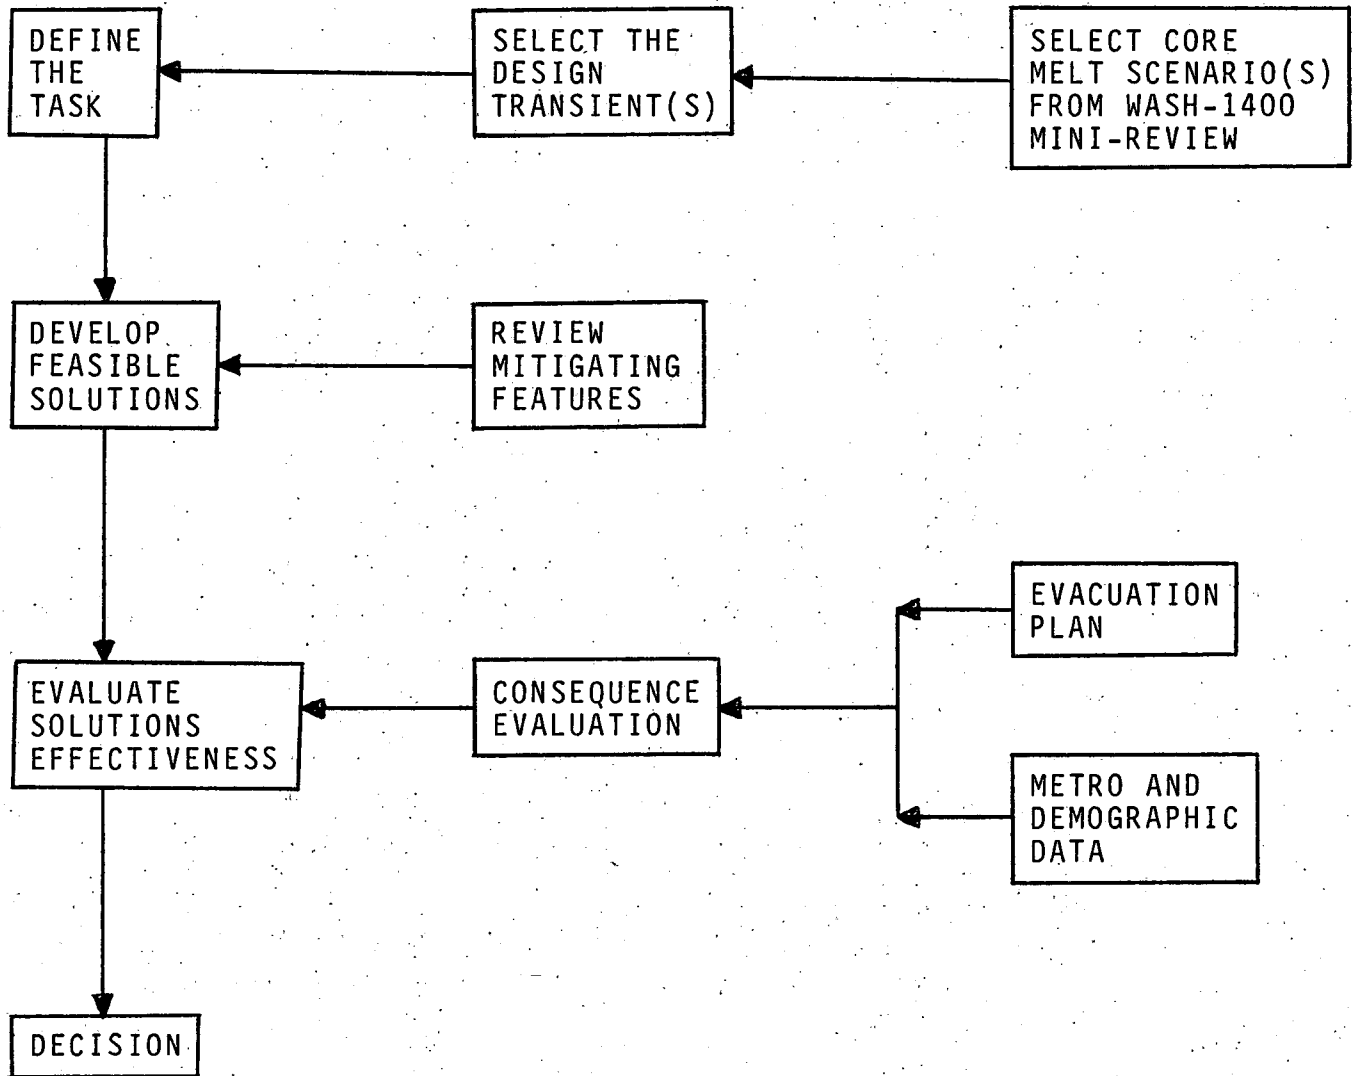 DEFINE
THE
TASK
SELECT THE
DESIGN
TRANSIENT(S)
SELECT CORE
MELT SCENARIO(S)
FROM WASH-1400
MINI-REVIEW
DEVELOP
FEASIBLE
SOLUTIONS
REVIEW
MITIGATING
FEATURES
EVALUATE
SOLUTIONS
EFFECTIVENESS
CONSEQUENCE
EVALUATION
EVACUATION
PLAN
METRO AND
DEMOGRAPHIC
DATA
DECISION